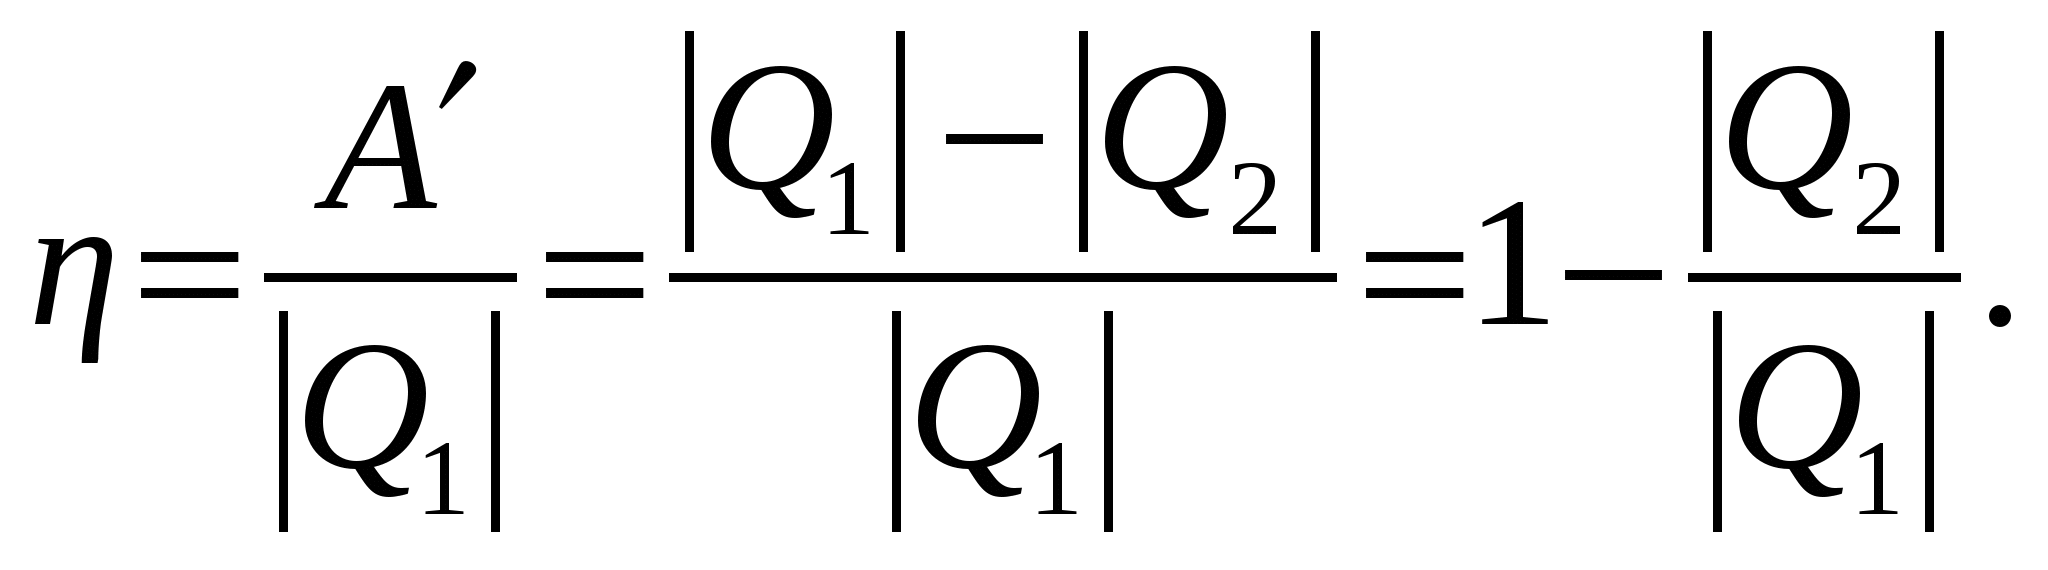 η = A′/|Q₁| = (|Q₁| − |Q₂|)/|Q₁| = 1 − |Q₂|/|Q₁|.